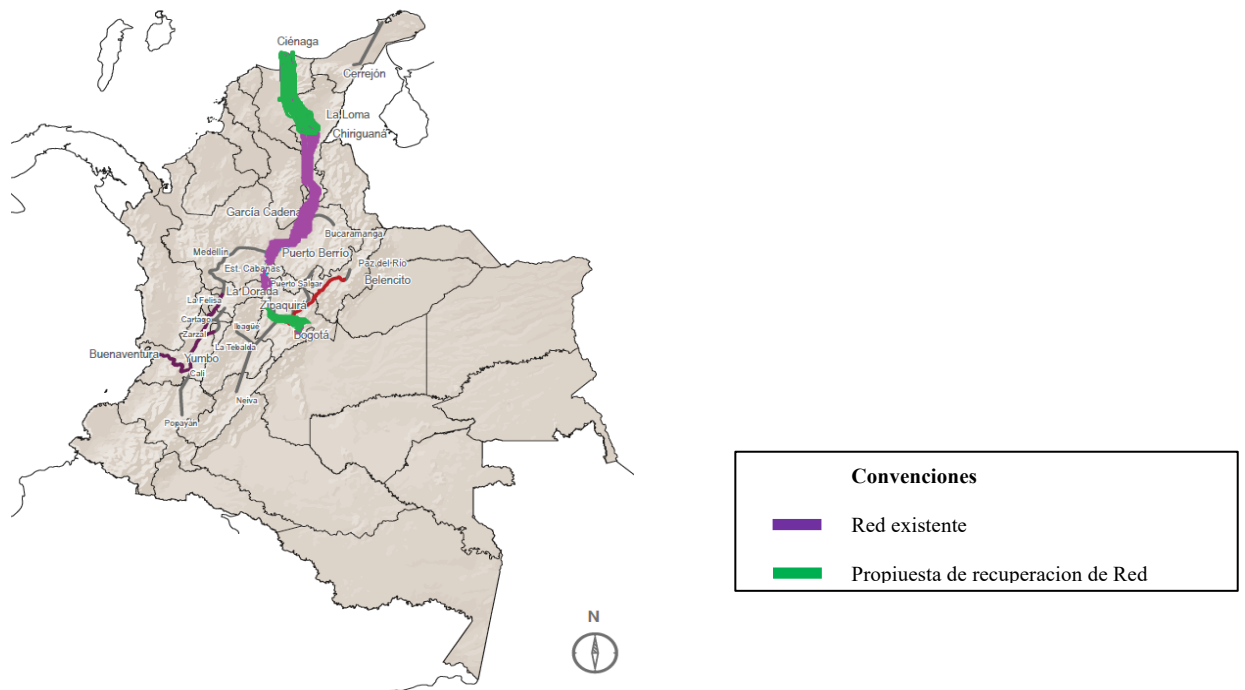 Ciénaga
Cerrejón
La Loma
Chiriguaná
García Cadena
Bucaramanga
Medellín
Puerto Berrío
Paz del Río
Est. Cabañas
Puerto Salgar
Belencito
La Dorada
La Felisa
Zipaquirá
Cartago
Ibagüé
Zarzal
Bogotá
La Tebaida
Buenaventura
Yumbo
Cali
Neiva
Popayán
N
Convenciones
Red existente
Propiuesta de recuperacion de Red